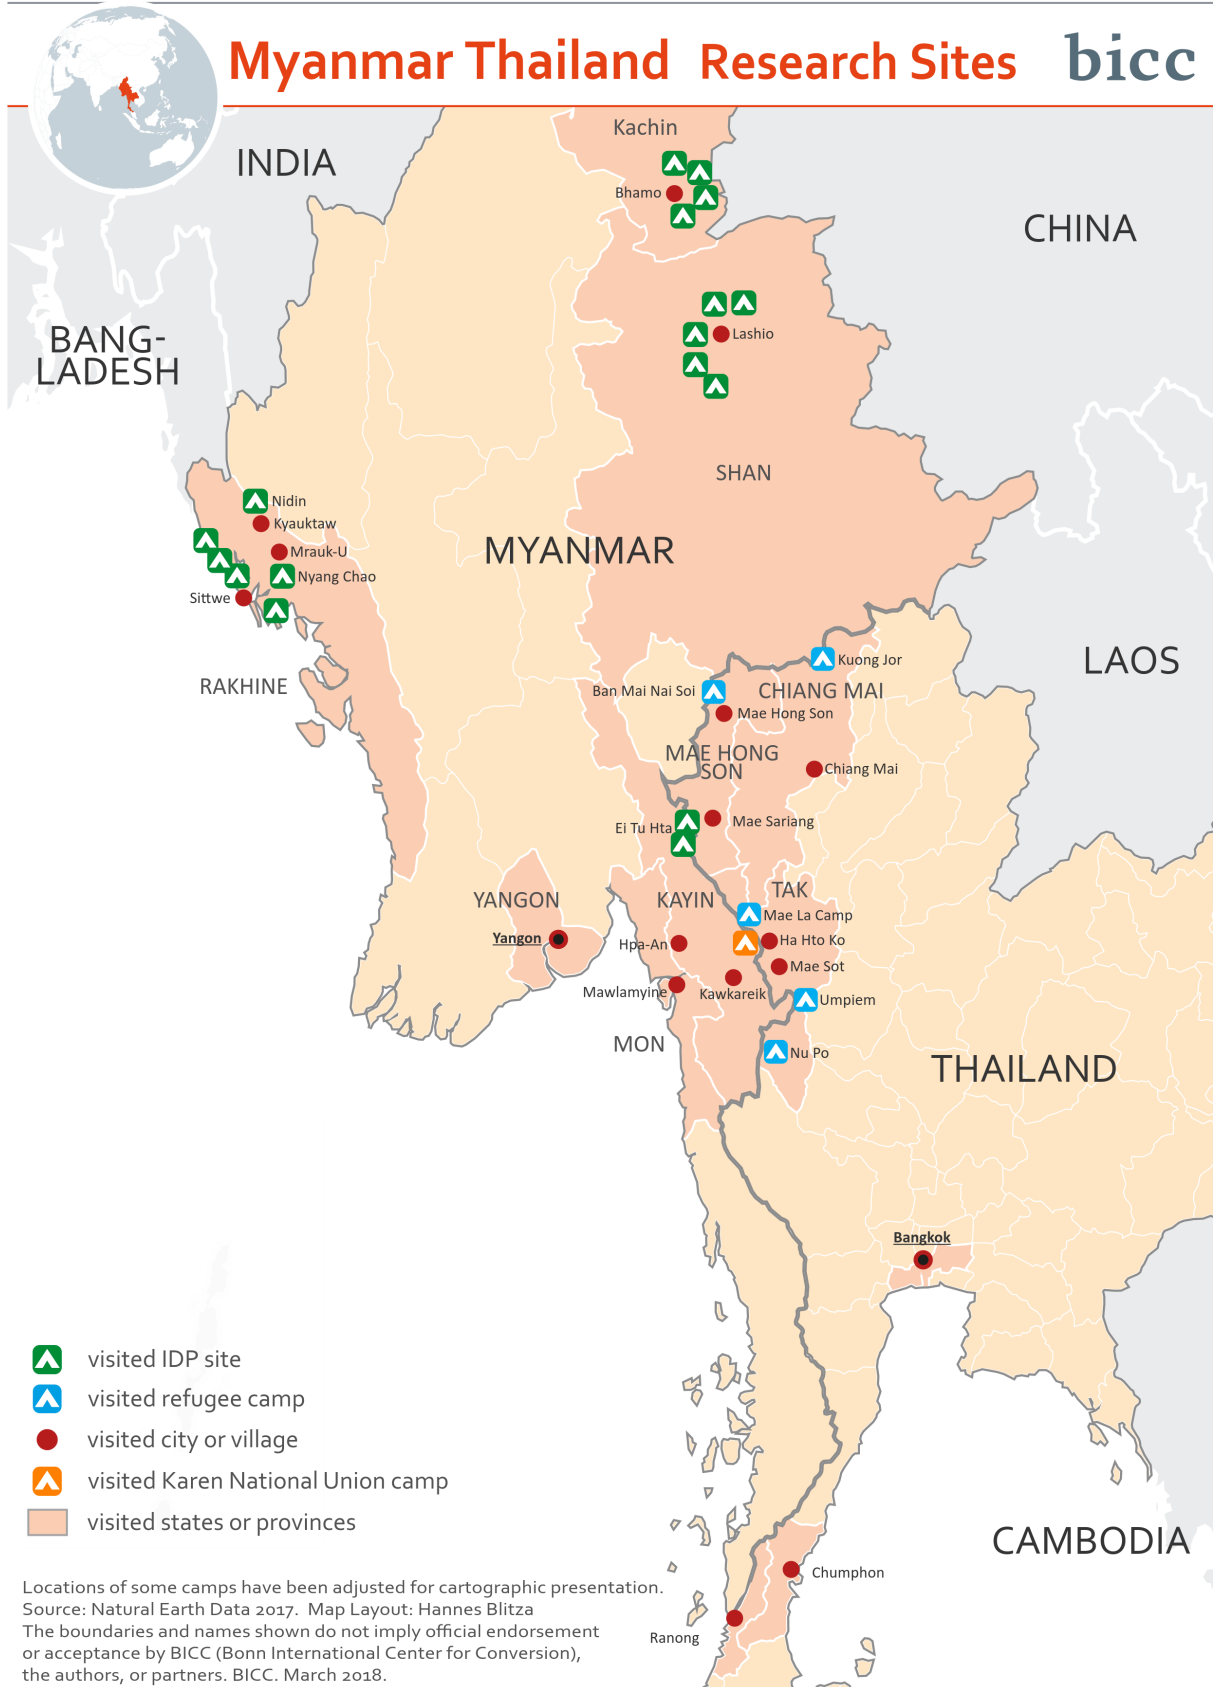 Myanmar Thailand Research Sites
bicc
Kachin
INDIA
Bhamo
CHINA
BANG-
LADESH
Lashio
SHAN
Nidin
Kyauktaw
Mrauk-U
MYANMAR
Nyang Chao
Sittwe
Kuong Jor
LAOS
RAKHINE
Ban Mai Nai Soi
CHIANG MAI
Mae Hong Son
MAE HONG
SON
Chiang Mai
Ei Tu Hta
Mae Sariang
YANGON
KAYIN
TAK
Mae La Camp
Yangon
Hpa-An
Ha Hto Ko
Mae Sot
Mawlamyine
Kawkareik
Umpiem
MON
Nu Po
THAILAND
Bangkok
visited IDP site
visited refugee camp
visited city or village
visited Karen National Union camp
visited states or provinces
CAMBODIA
Chumphon
Ranong
Locations of some camps have been adjusted for cartographic presentation.
Source: Natural Earth Data 2017. Map Layout: Hannes Blitza
The boundaries and names shown do not imply official endorsement
or acceptance by BICC (Bonn International Center for Conversion),
the authors, or partners. BICC. March 2018.